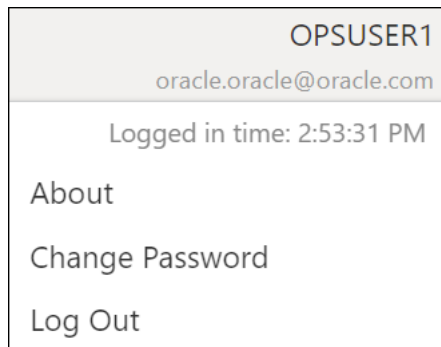 OPSUSER1
oracle.oracle@oracle.com
Logged in time: 2:53:31 PM
About
Change Password
Log Out